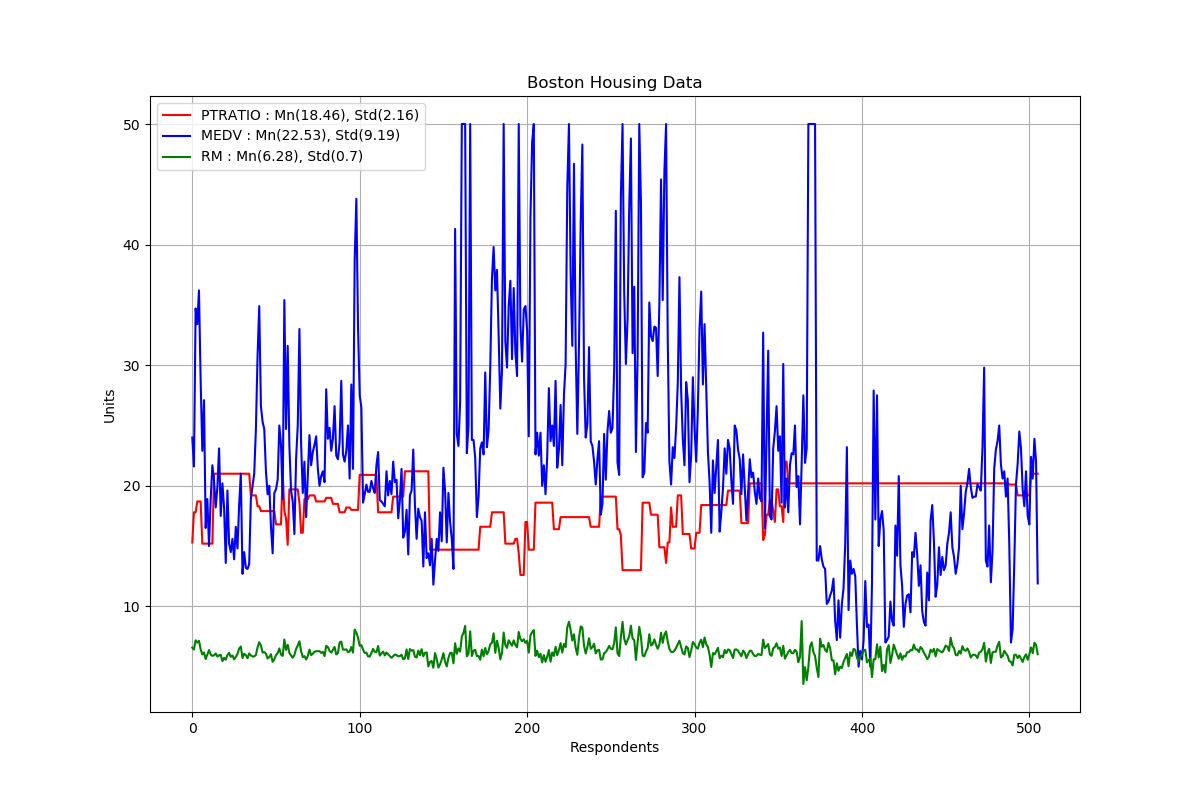 Boston Housing Data
PTRATIO : Mn(18.46), Std(2.16)
MEDV : Mn(22.53), Std(9.19)
RM : Mn(6.28), Std(0.7)
50
40
30
20
10
Units
0 100 200 300 400 500
Respondents